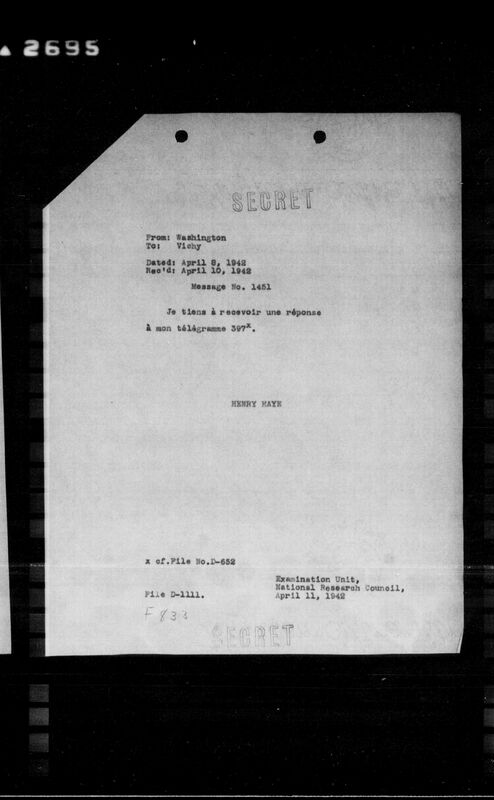 ▲ 2695
SECRET
From: Washington
To: Vichy
Dated: April 8, 1942
Rec'd: April 10, 1942
Message No. 1451
Je tiens à recevoir une réponse
à mon télégramme 397x.
HENRY HAYE
x cf.File No.D-652
Examination Unit,
National Research Council,
File D-1111.
April 11, 1942
F 833
SECRET